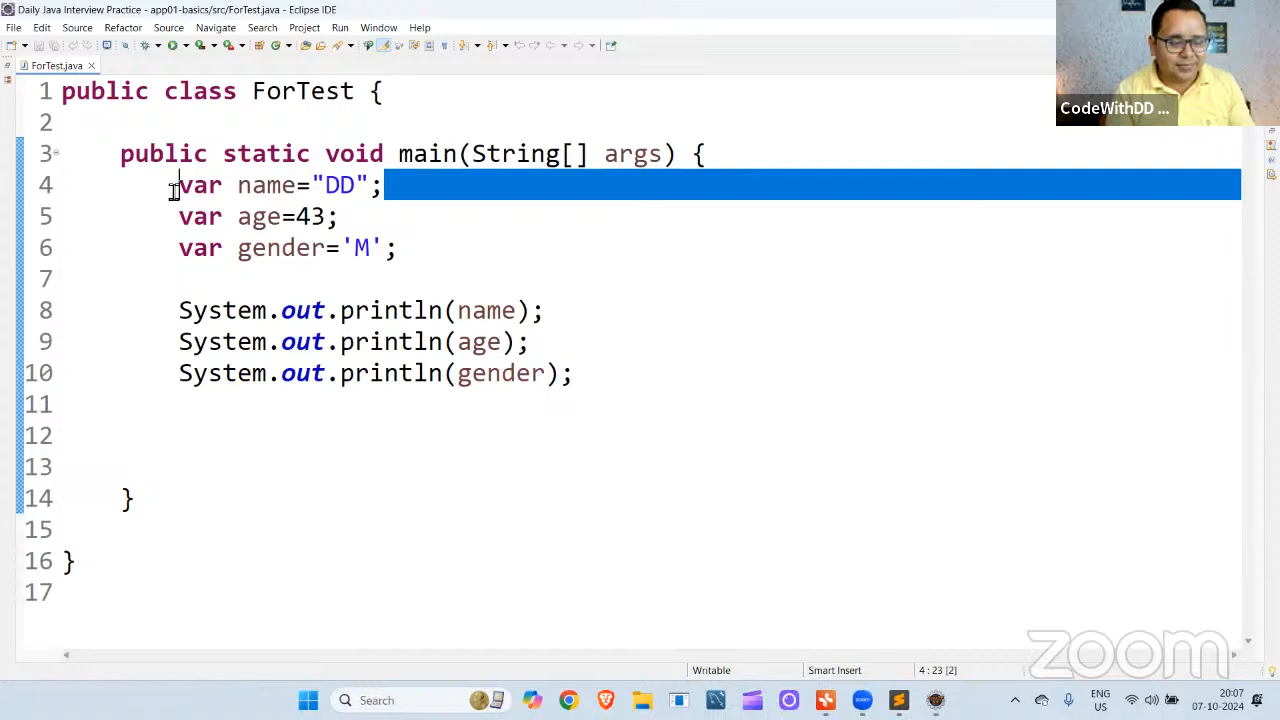 Daily Java Interview Practice - app01-basics/src/ForTest.java - Eclipse IDE
File Edit Source Refactor Navigate Search Project Run Window Help
ForTest.java
1 public class ForTest {
2
3 public static void main(String[] args) {
4 var name="DD";
5 var age=43;
6 var gender='M';
7
8 System.out.println(name);
9 System.out.println(age);
10 System.out.println(gender);
11
12
13
14 }
15
16 }
17
CodeWithDD ...
zoom
Writable Smart Insert 4 : 23 [2]
Search
ENG
US
20:07
07-10-2024